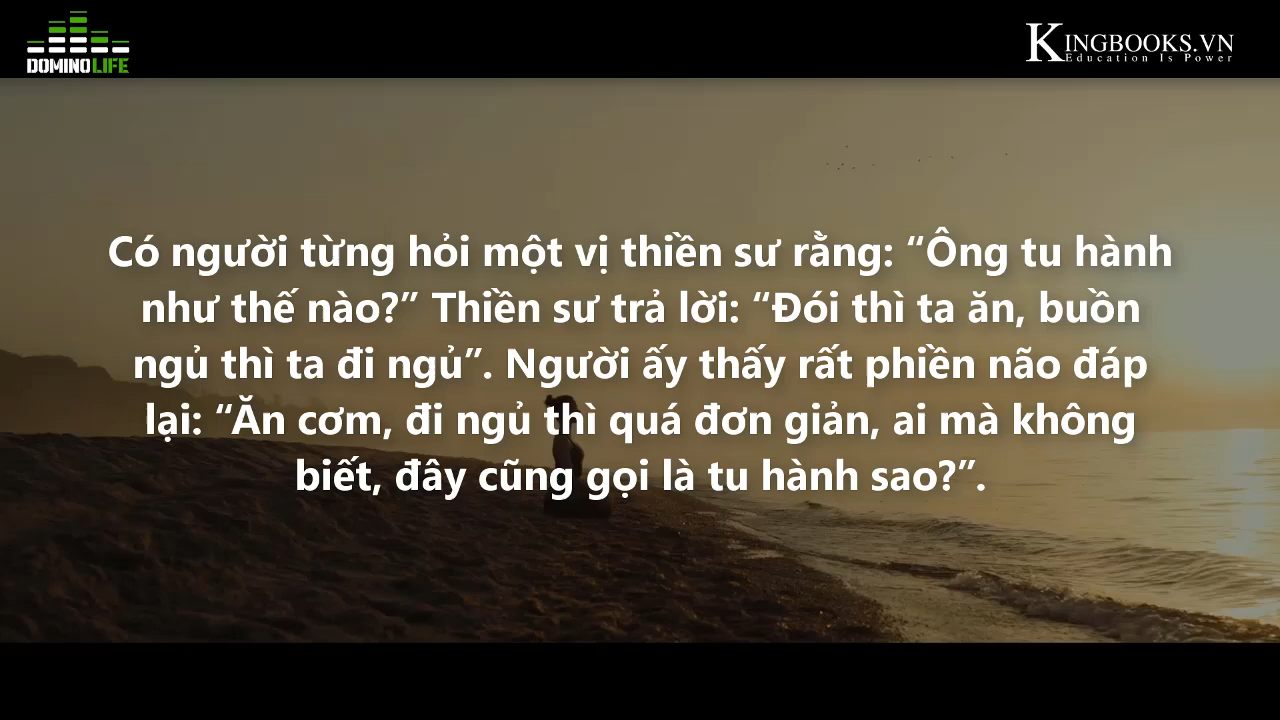 DOMINOLIFE
KINGBOOKS.VN
Education Is Power
Có người từng hỏi một vị thiền sư rằng: “Ông tu hành
như thế nào?” Thiền sư trả lời: “Đói thì ta ăn, buồn
ngủ thì ta đi ngủ”. Người ấy thấy rất phiền não đáp
lại: “Ăn cơm, đi ngủ thì quá đơn giản, ai mà không
biết, đây cũng gọi là tu hành sao?”.